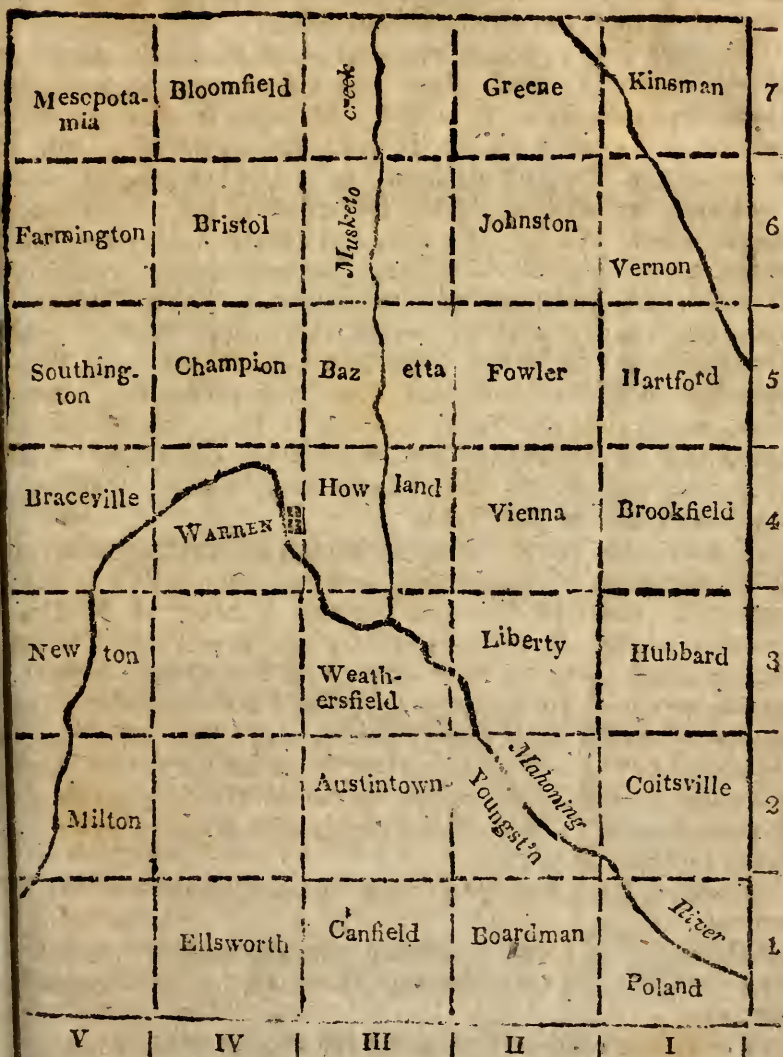 Mesopota-
mia
Bloomfield
creek
Greene
Kinsman
7
Farmington
Bristol
Musketo
Johnston
Vernon
6
Southing-
ton
Champion
Baz etta
Fowler
Hartford
5
Braceville
WARREN
How land
Vienna
Brookfield
4
New ton
Weath-
ersfield
Liberty
Hubbard
3
Milton
Austintown
Youngst'n
Mahoning
Coitsville
2
Ellsworth
Canfield
Boardman
River
Poland
1
V IV III II I